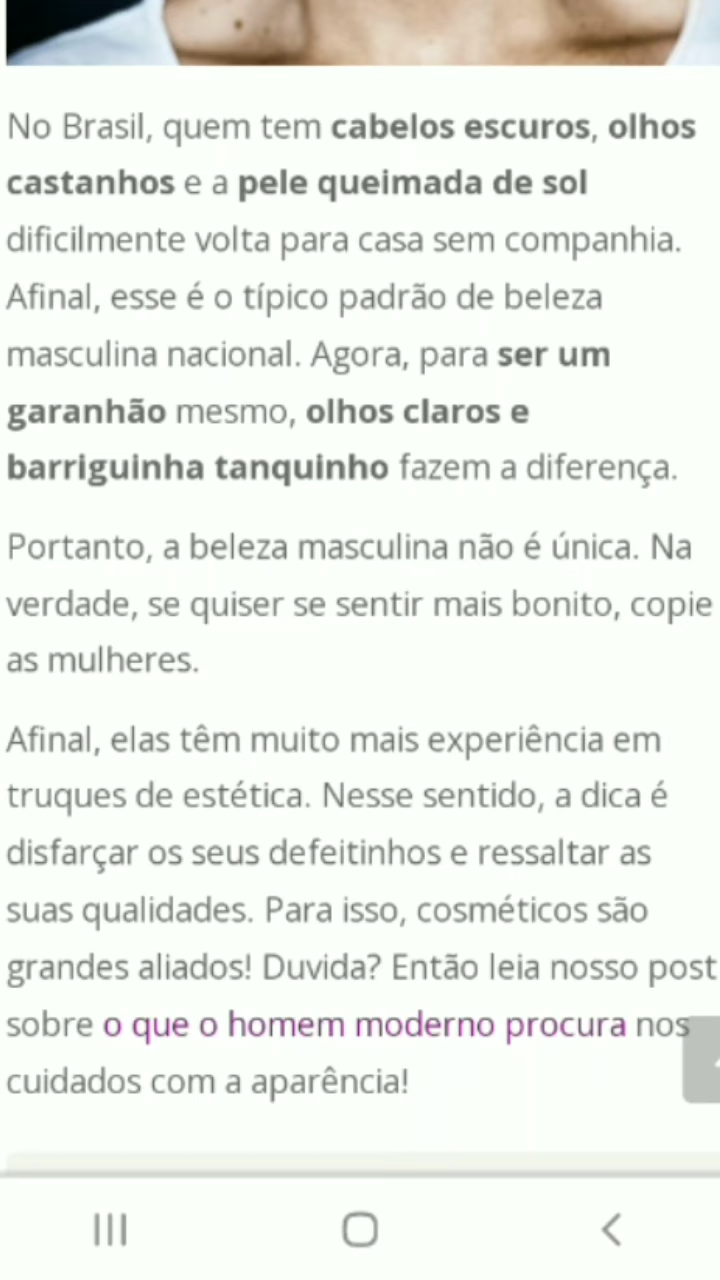 No Brasil, quem tem cabelos escuros, olhos
castanhos e a pele queimada de sol
dificilmente volta para casa sem companhia.
Afinal, esse é o típico padrão de beleza
masculina nacional. Agora, para ser um
garanhão mesmo, olhos claros e
barriguinha tanquinho fazem a diferença.
Portanto, a beleza masculina não é única. Na
verdade, se quiser se sentir mais bonito, copie
as mulheres.
Afinal, elas têm muito mais experiência em
truques de estética. Nesse sentido, a dica é
disfarçar os seus defeitinhos e ressaltar as
suas qualidades. Para isso, cosméticos são
grandes aliados! Duvida? Então leia nosso post
sobre o que o homem moderno procura nos
cuidados com a aparência!